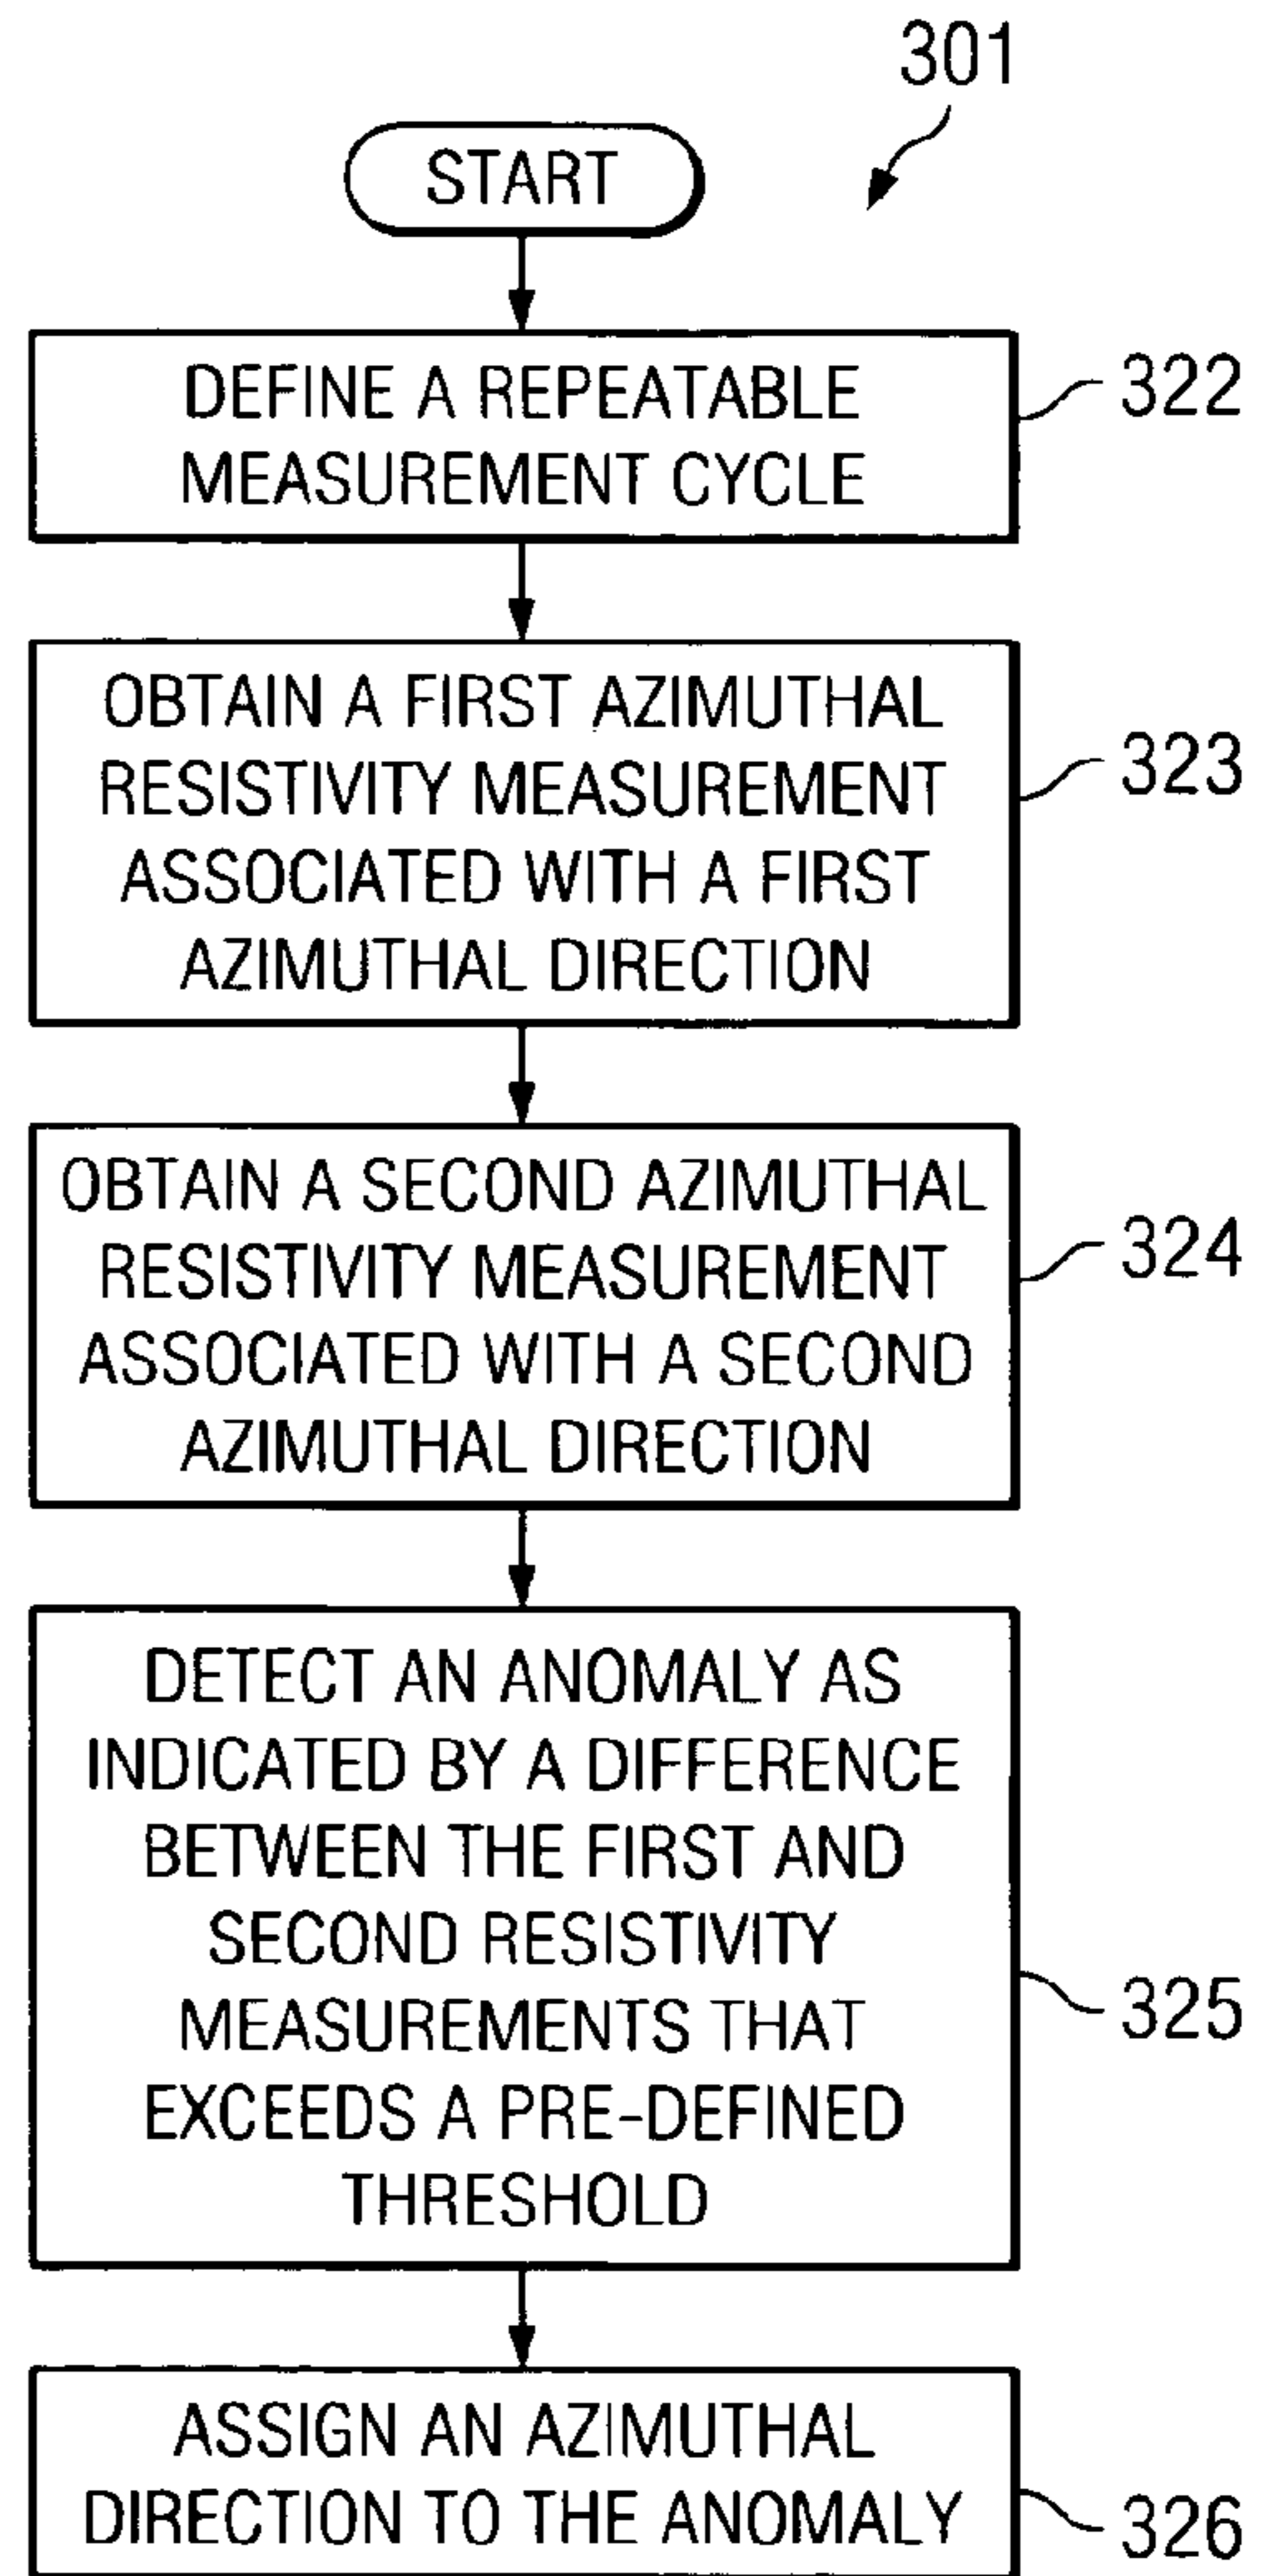 301
START
DEFINE A REPEATABLE
MEASUREMENT CYCLE
322
OBTAIN A FIRST AZIMUTHAL
RESISTIVITY MEASUREMENT
ASSOCIATED WITH A FIRST
AZIMUTHAL DIRECTION
323
OBTAIN A SECOND AZIMUTHAL
RESISTIVITY MEASUREMENT
ASSOCIATED WITH A SECOND
AZIMUTHAL DIRECTION
324
DETECT AN ANOMALY AS
INDICATED BY A DIFFERENCE
BETWEEN THE FIRST AND
SECOND RESISTIVITY
MEASUREMENTS THAT
EXCEEDS A PRE-DEFINED
THRESHOLD
325
ASSIGN AN AZIMUTHAL
DIRECTION TO THE ANOMALY
326